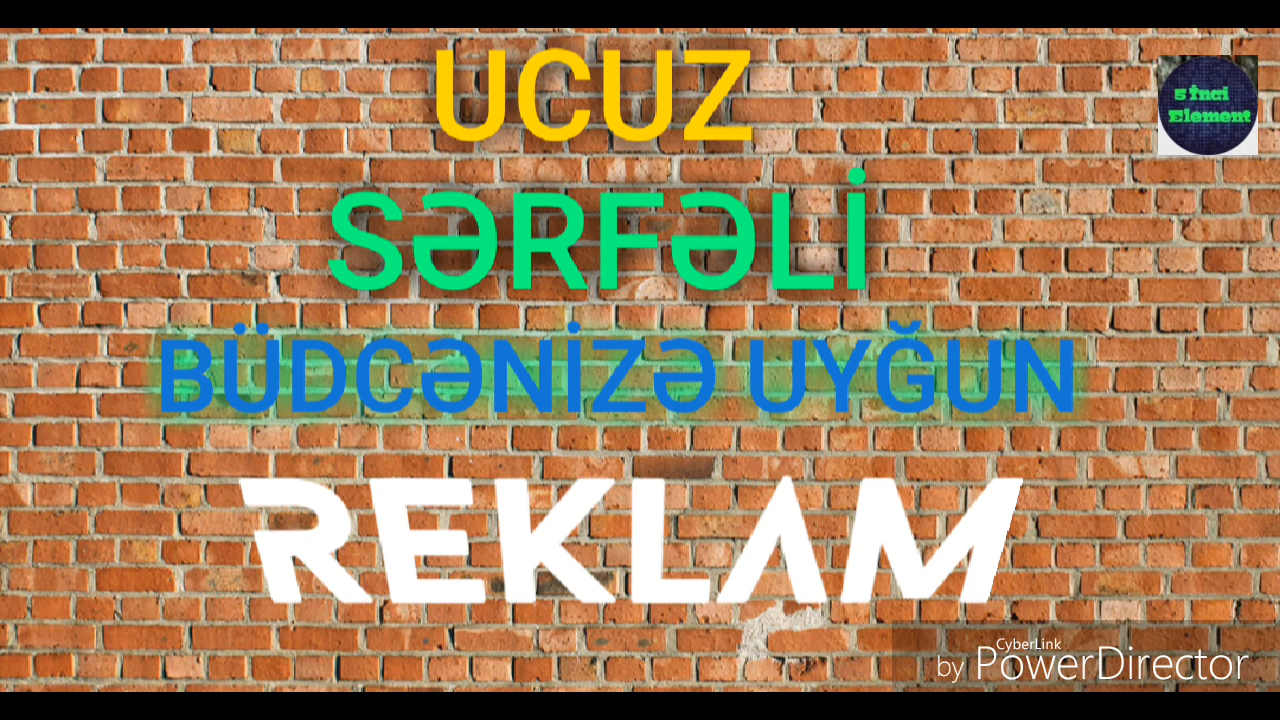 UCUZ
5 İnci
Element
SƏRFƏLİ
BÜDCƏNİZƏ UYĞUN
REKLAM
CyberLink
by PowerDirector